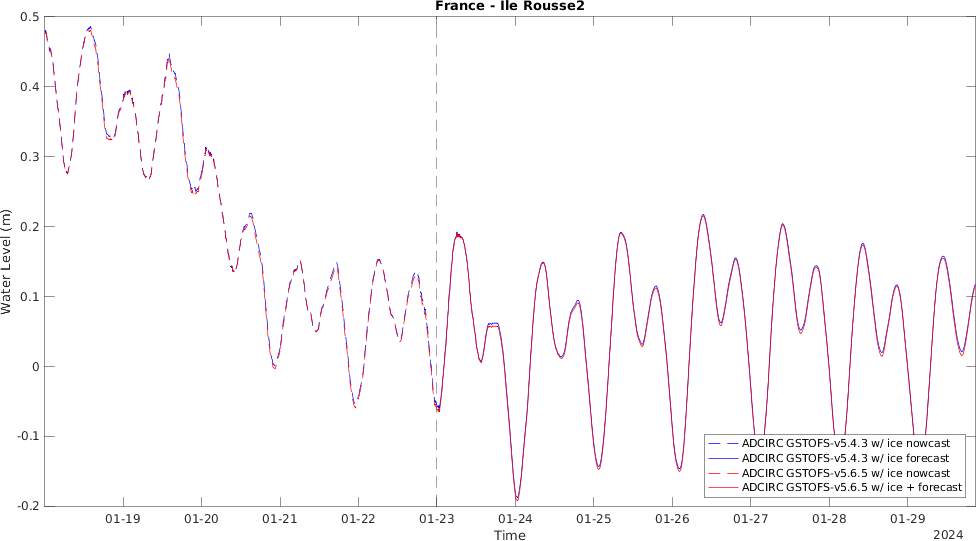 France - Ile Rousse2
0.5
0.4
0.3
0.2
0.1
0
-0.1
-0.2
Water Level (m)
01-19 01-20 01-21 01-22 01-23 01-24 01-25 01-26 01-27 01-28 01-29
Time
2024
ADCIRC GSTOFS-v5.4.3 w/ ice nowcast
ADCIRC GSTOFS-v5.4.3 w/ ice forecast
ADCIRC GSTOFS-v5.6.5 w/ ice nowcast
ADCIRC GSTOFS-v5.6.5 w/ ice + forecast